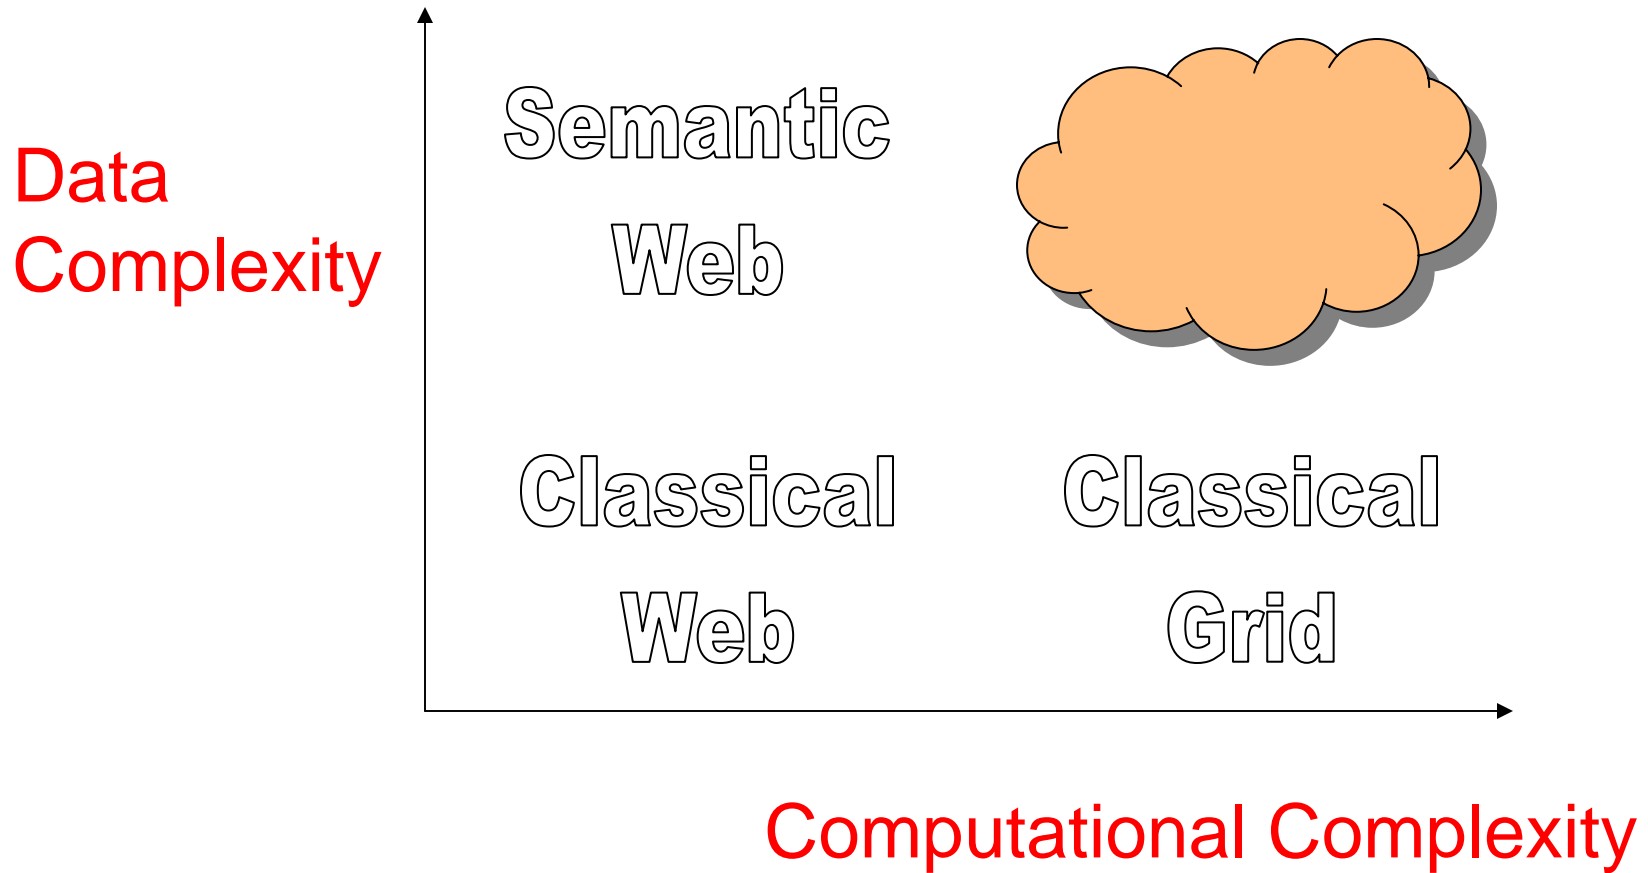 Data
Complexity
Semantic
Web
Classical
Web
Classical
Grid
Computational Complexity